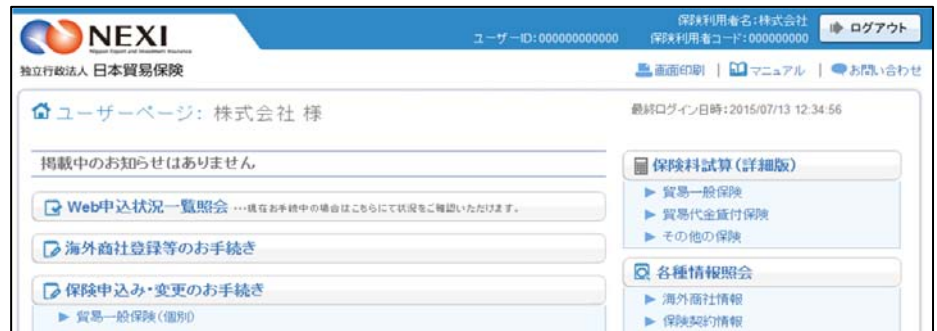 NEXI
Nippon Export and Investment Insurance
独立行政法人 日本貿易保険
ユーザーID:000000000000
保険利用者名:株式会社
保険利用者コード:000000000
ログアウト
画面印刷 | マニュアル | お問い合わせ
ユーザーページ: 株式会社 様
最終ログイン日時:2015/07/13 12:34:56
掲載中のお知らせはありません
Web申込状況一覧照会 …現在お手続中の場合はこちらにて状況をご確認いただけます。
海外商社登録等のお手続き
保険申込み・変更のお手続き
貿易一般保険(個別)
保険料試算(詳細版)
貿易一般保険
貿易代金貸付保険
その他の保険
各種情報照会
海外商社情報
保険契約情報